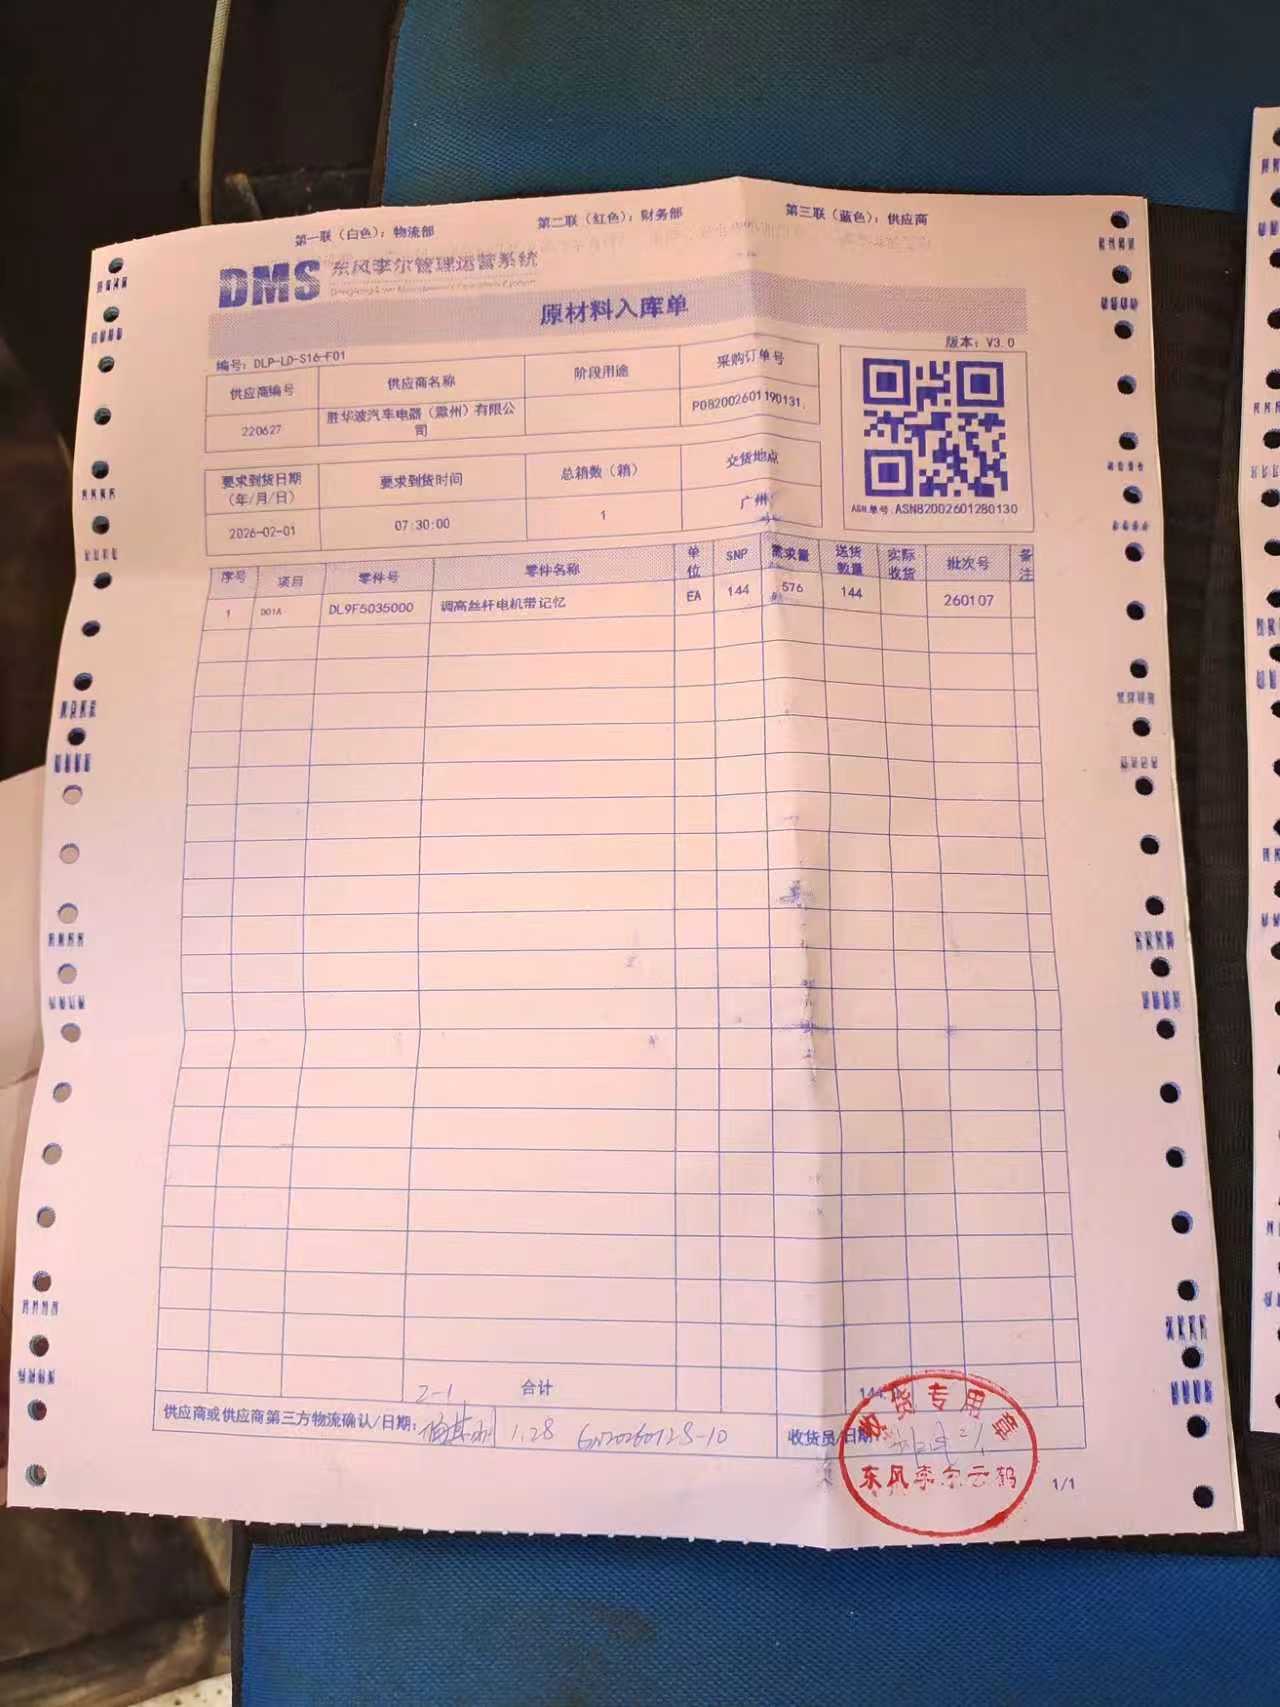 第一联（白色）：物流部
第二联（红色）：财务部
第三联（蓝色）：供应商
DMS 东风李尔管理运营系统
原材料入库单
编号：DLP-LD-S16-F01
版本：V3.0
供应商编号 供应商名称 阶段用途 采购订单号
220627 胜华波汽车电器（滁州）有限公司 PO82002601190131
要求到货日期（年/月/日） 要求到货时间 总箱数（箱） 交货地点
2026-02-01 07:30:00 1 广州
ASN单号：ASN82002601280130
序号 项目 零件号 零件名称 单位 SNP 需求量 送货数量 实际收货 批次号 备注
1 D01A DL9F5035000 调高丝杆电机带记忆 EA 144 576 144 260107
合计 144
2-1
供应商或供应商第三方物流确认/日期： 1.28
收货员/日期
收货专用章
东风李尔云鹤
1/1